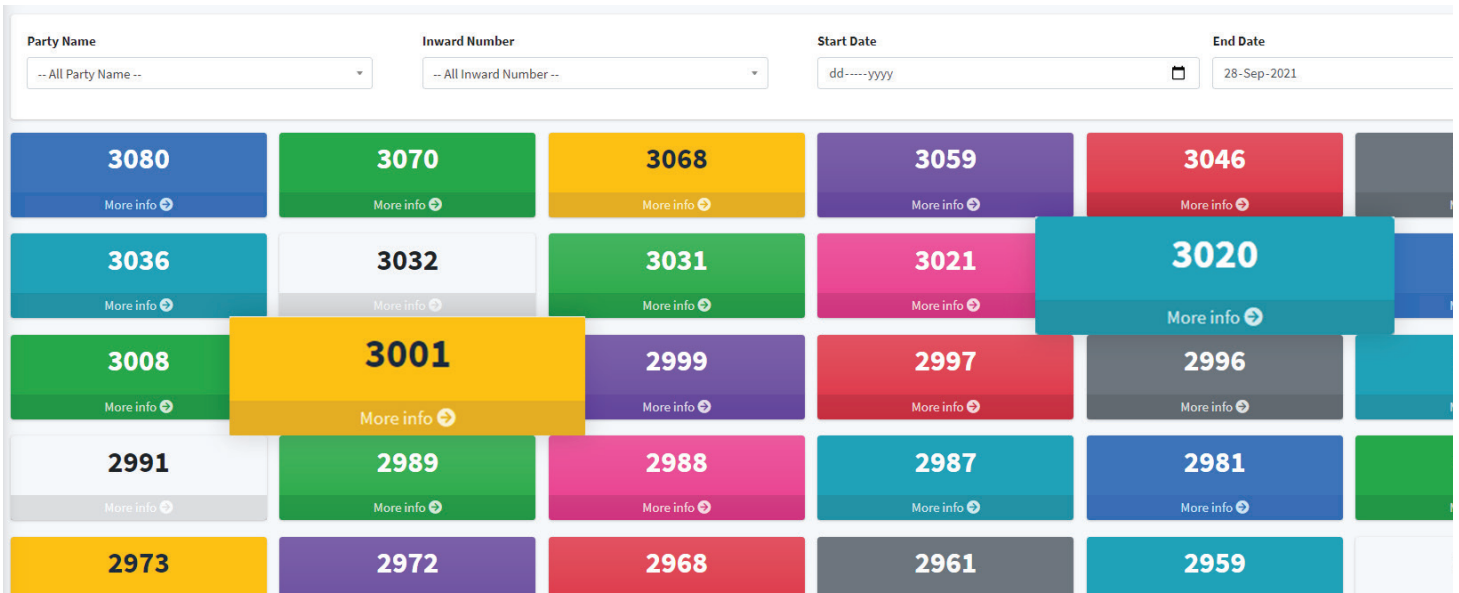 Party Name Inward Number Start Date End Date
-- All Party Name -- -- All Inward Number -- dd-----yyyy 28-Sep-2021
3080 3070 3068 3059 3046
More info More info More info More info More info
3036 3032 3031 3021 3020
More info More info More info More info More info
3008 3001 2999 2997 2996
More info More info More info More info More info
2991 2989 2988 2987 2981
More info More info More info More info More info
2973 2972 2968 2961 2959